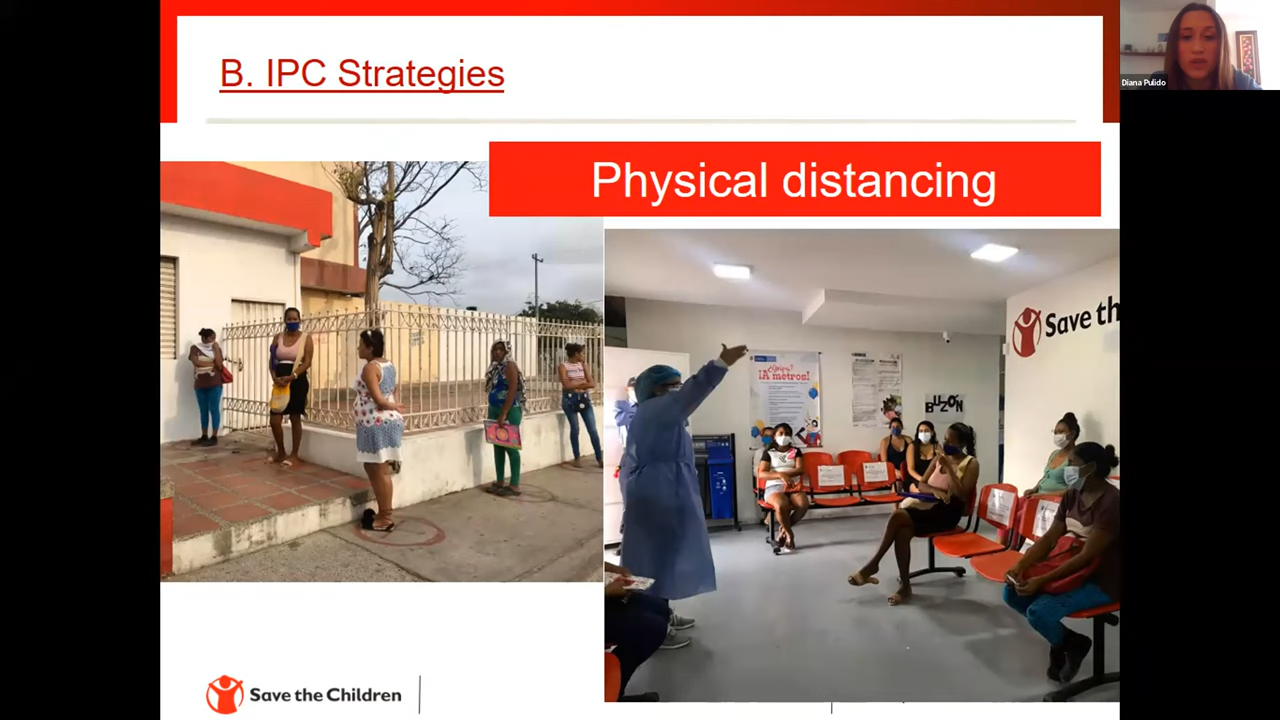 B. IPC Strategies
Diana Pulido
Physical distancing
Save th
¡A metros!
BUZÓN
Save the Children